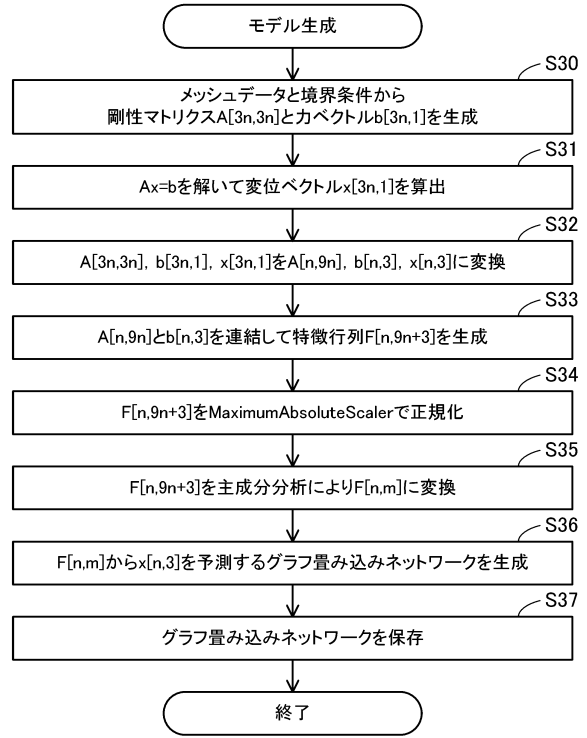 モデル生成
S30
メッシュデータと境界条件から
剛性マトリクスA[3n,3n]と力ベクトルb[3n,1]を生成
S31
Ax=bを解いて変位ベクトルx[3n,1]を算出
S32
A[3n,3n], b[3n,1], x[3n,1]をA[n,9n], b[n,3], x[n,3]に変換
S33
A[n,9n]とb[n,3]を連結して特徴行列F[n,9n+3]を生成
S34
F[n,9n+3]をMaximumAbsoluteScalerで正規化
S35
F[n,9n+3]を主成分分析によりF[n,m]に変換
S36
F[n,m]からx[n,3]を予測するグラフ畳み込みネットワークを生成
S37
グラフ畳み込みネットワークを保存
終了